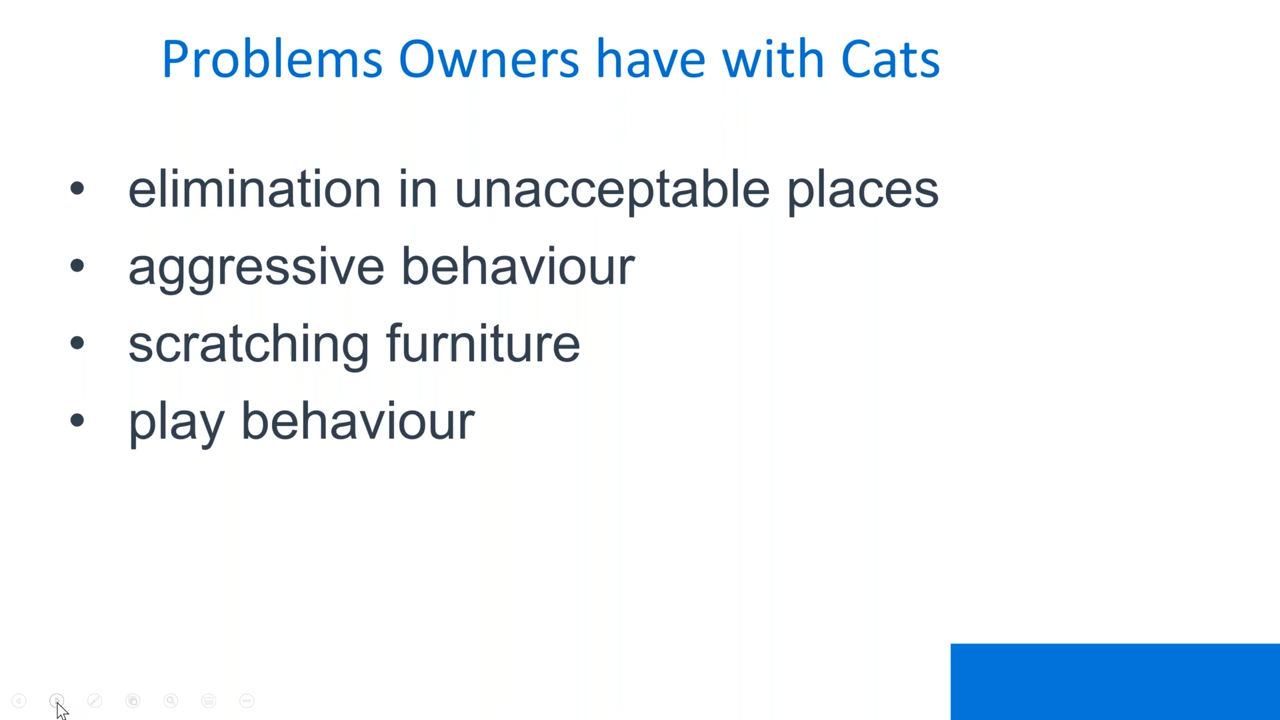 Problems Owners have with Cats
• elimination in unacceptable places
• aggressive behaviour
• scratching furniture
• play behaviour